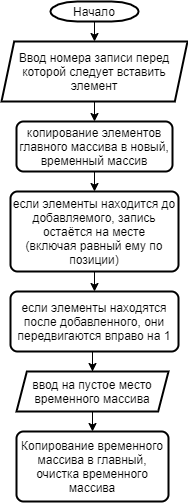 Начало
Ввод номера записи перед
которой следует вставить
элемент
копирование элементов
главного массива в новый,
временный массив
если элементы находится до
добавляемого, запись
остаётся на месте
(включая равный ему по
позиции)
если элементы находятся
после добавленного, они
передвигаются вправо на 1
ввод на пустое место
временного массива
Копирование временного
массива в главный,
очистка временного
массива